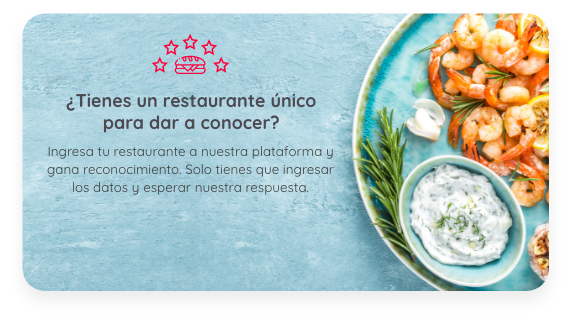 ¿Tienes un restaurante único
para dar a conocer?
Ingresa tu restaurante a nuestra plataforma y
gana reconocimiento. Solo tienes que ingresar
los datos y esperar nuestra respuesta.